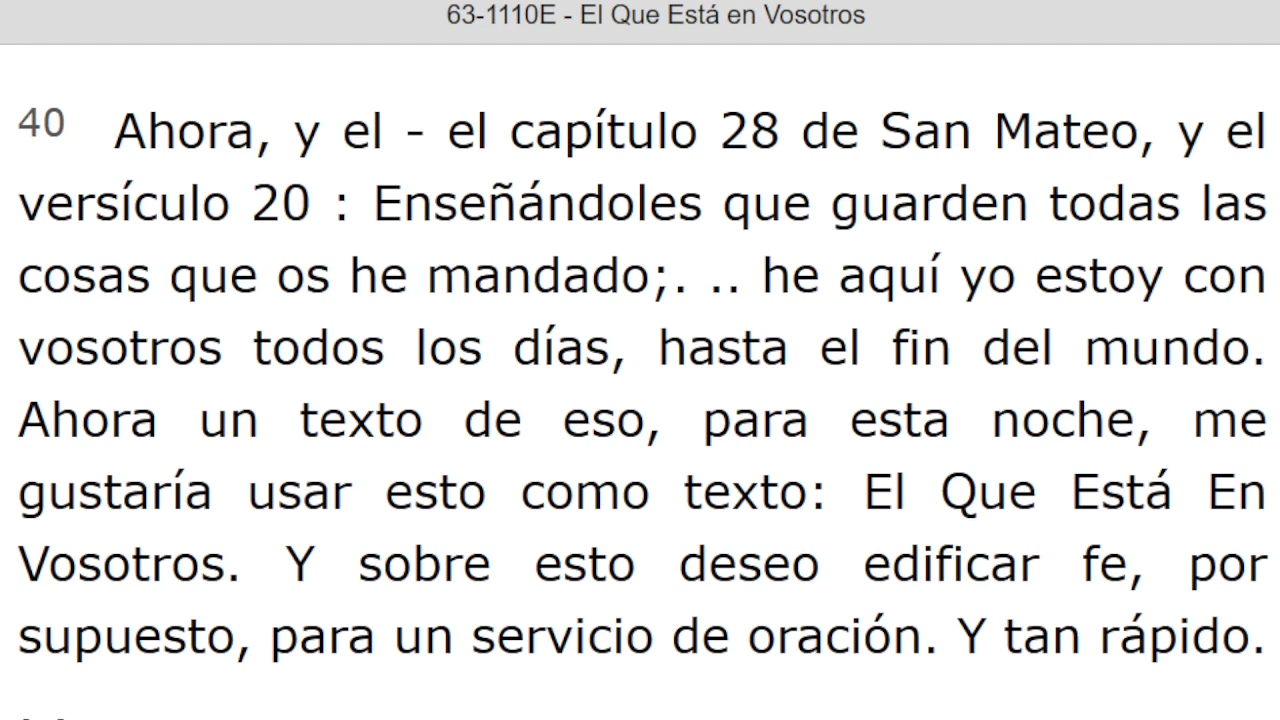 63-1110E - El Que Está en Vosotros
40 Ahora, y el - el capítulo 28 de San Mateo, y el
versículo 20 : Enseñándoles que guarden todas las
cosas que os he mandado;. .. he aquí yo estoy con
vosotros todos los días, hasta el fin del mundo.
Ahora un texto de eso, para esta noche, me
gustaría usar esto como texto: El Que Está En
Vosotros. Y sobre esto deseo edificar fe, por
supuesto, para un servicio de oración. Y tan rápido.